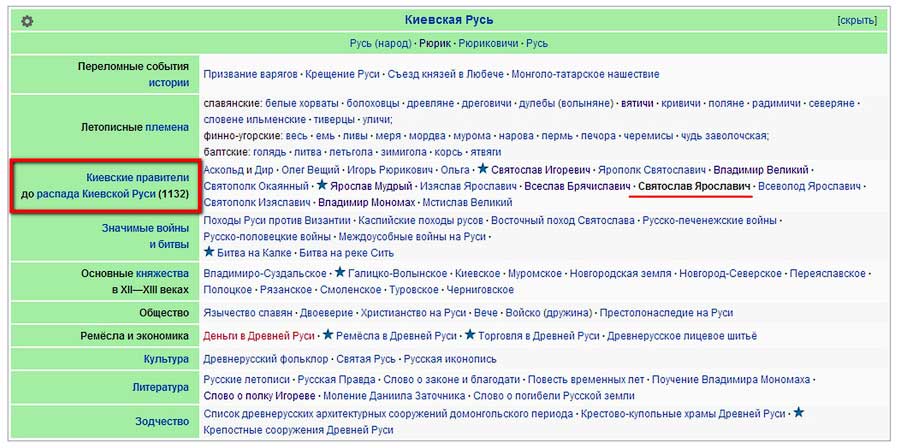 Киевская Русь [скрыть]
Русь (народ) · Рюрик · Рюриковичи · Русь
Переломные события
истории
Призвание варягов · Крещение Руси · Съезд князей в Любече · Монголо-татарское нашествие
Летописные племена
славянские: белые хорваты · болоховцы · древляне · дреговичи · дулебы (волыняне) · вятичи · кривичи · поляне · радимичи · северяне ·
словене ильменские · тиверцы · уличи;
финно-угорские: весь · емь · ливы · меря · мордва · мурома · нарова · пермь · печора · черемисы · чудь заволочская;
балтские: голядь · литва · летьгола · зимигола · корсь · ятвяги
Киевские правители
до распада Киевской Руси (1132)
Аскольд и Дир · Олег Вещий · Игорь Рюрикович · Ольга · ★ Святослав Игоревич · Ярополк Святославич · Владимир Великий ·
Святополк Окаянный · ★ Ярослав Мудрый · Изяслав Ярославич · Всеслав Брячиславич · Святослав Ярославич · Всеволод Ярославич ·
Святополк Изяславич · Владимир Мономах · Мстислав Великий
Значимые войны
и битвы
Походы Руси против Византии · Каспийские походы русов · Восточный поход Святослава · Русско-печенежские войны ·
Русско-половецкие войны · Междоусобные войны на Руси ·
★ Битва на Калке · Битва на реке Сить
Основные княжества
в XII—XIII веках
Владимиро-Суздальское · ★ Галицко-Волынское · Киевское · Муромское · Новгородская земля · Новгород-Северское · Переяславское ·
Полоцкое · Рязанское · Смоленское · Туровское · Черниговское
Общество
Язычество славян · Двоеверие · Христианство на Руси · Вече · Войско (дружина) · Престолонаследие на Руси
Ремёсла и экономика
Деньги в Древней Руси · ★ Ремёсла в Древней Руси · ★ Торговля в Древней Руси · Древнерусское лицевое шитьё
Культура
Древнерусский фольклор · Святая Русь · Русская иконопись
Литература
Русские летописи · Русская Правда · Слово о законе и благодати · Повесть временных лет · Поучение Владимира Мономаха ·
Слово о полку Игореве · Моление Даниила Заточника · Слово о погибели Русской земли
Зодчество
Список древнерусских архитектурных сооружений домонгольского периода · Крестово-купольные храмы Древней Руси · ★
Крепостные сооружения Древней Руси